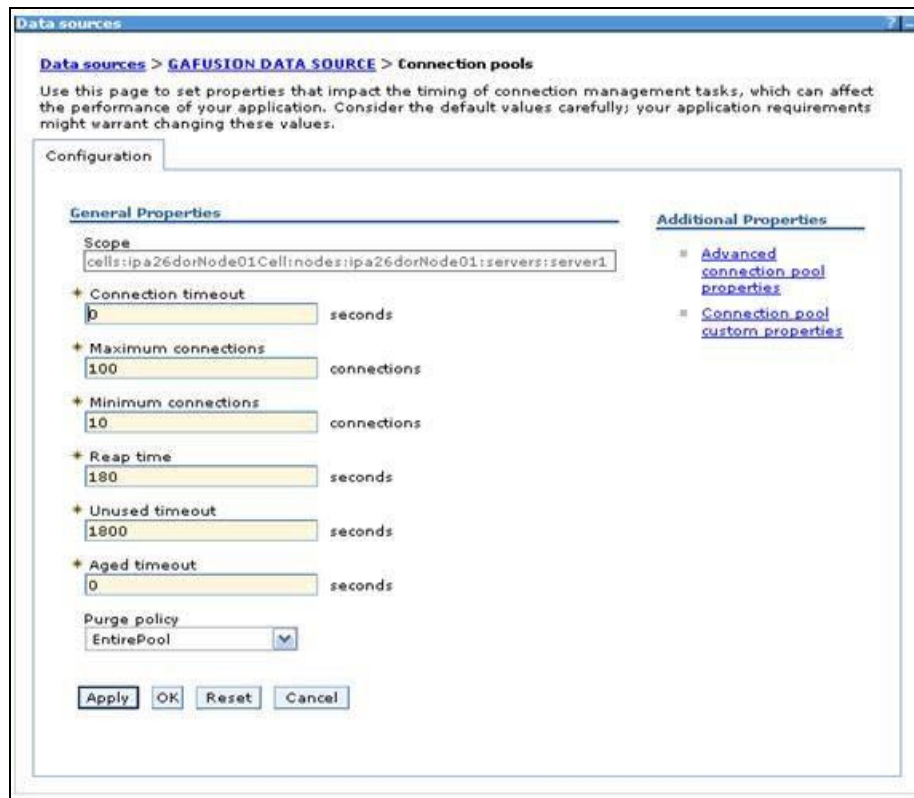 Data sources
? –
Data sources > GAFUSION DATA SOURCE > Connection pools
Use this page to set properties that impact the timing of connection management tasks, which can affect
the performance of your application. Consider the default values carefully; your application requirements
might warrant changing these values.
Configuration
General Properties
Scope
cells:ipa26dorNode01Cell:nodes:ipa26dorNode01:servers:server1
* Connection timeout
0 seconds
* Maximum connections
100 connections
* Minimum connections
10 connections
* Reap time
180 seconds
* Unused timeout
1800 seconds
* Aged timeout
0 seconds
Purge policy
EntirePool
Apply OK Reset Cancel
Additional Properties
Advanced
connection pool
properties
Connection pool
custom properties